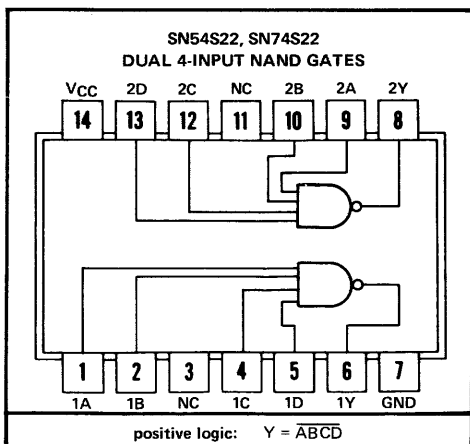 SN54S22, SN74S22
DUAL 4-INPUT NAND GATES
VCC 2D 2C NC 2B 2A 2Y
14 13 12 11 10 9 8
1 2 3 4 5 6 7
1A 1B NC 1C 1D 1Y GND
positive logic: Y = \overline{ABCD}